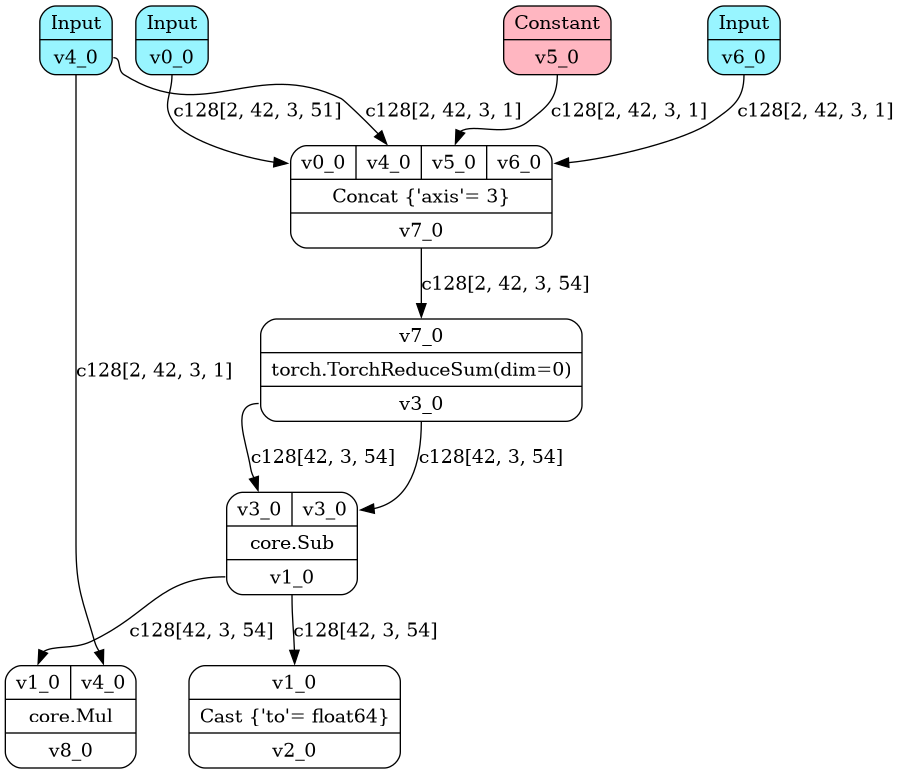 Input
v4_0
Input
v0_0
Constant
v5_0
Input
v6_0
c128[2, 42, 3, 51]
c128[2, 42, 3, 1]
c128[2, 42, 3, 1]
c128[2, 42, 3, 1]
v0_0 v4_0 v5_0 v6_0
Concat {'axis'= 3}
v7_0
c128[2, 42, 3, 54]
v7_0
torch.TorchReduceSum(dim=0)
v3_0
c128[2, 42, 3, 1]
c128[42, 3, 54]
c128[42, 3, 54]
v3_0 v3_0
core.Sub
v1_0
c128[42, 3, 54]
c128[42, 3, 54]
v1_0 v4_0
core.Mul
v8_0
v1_0
Cast {'to'= float64}
v2_0